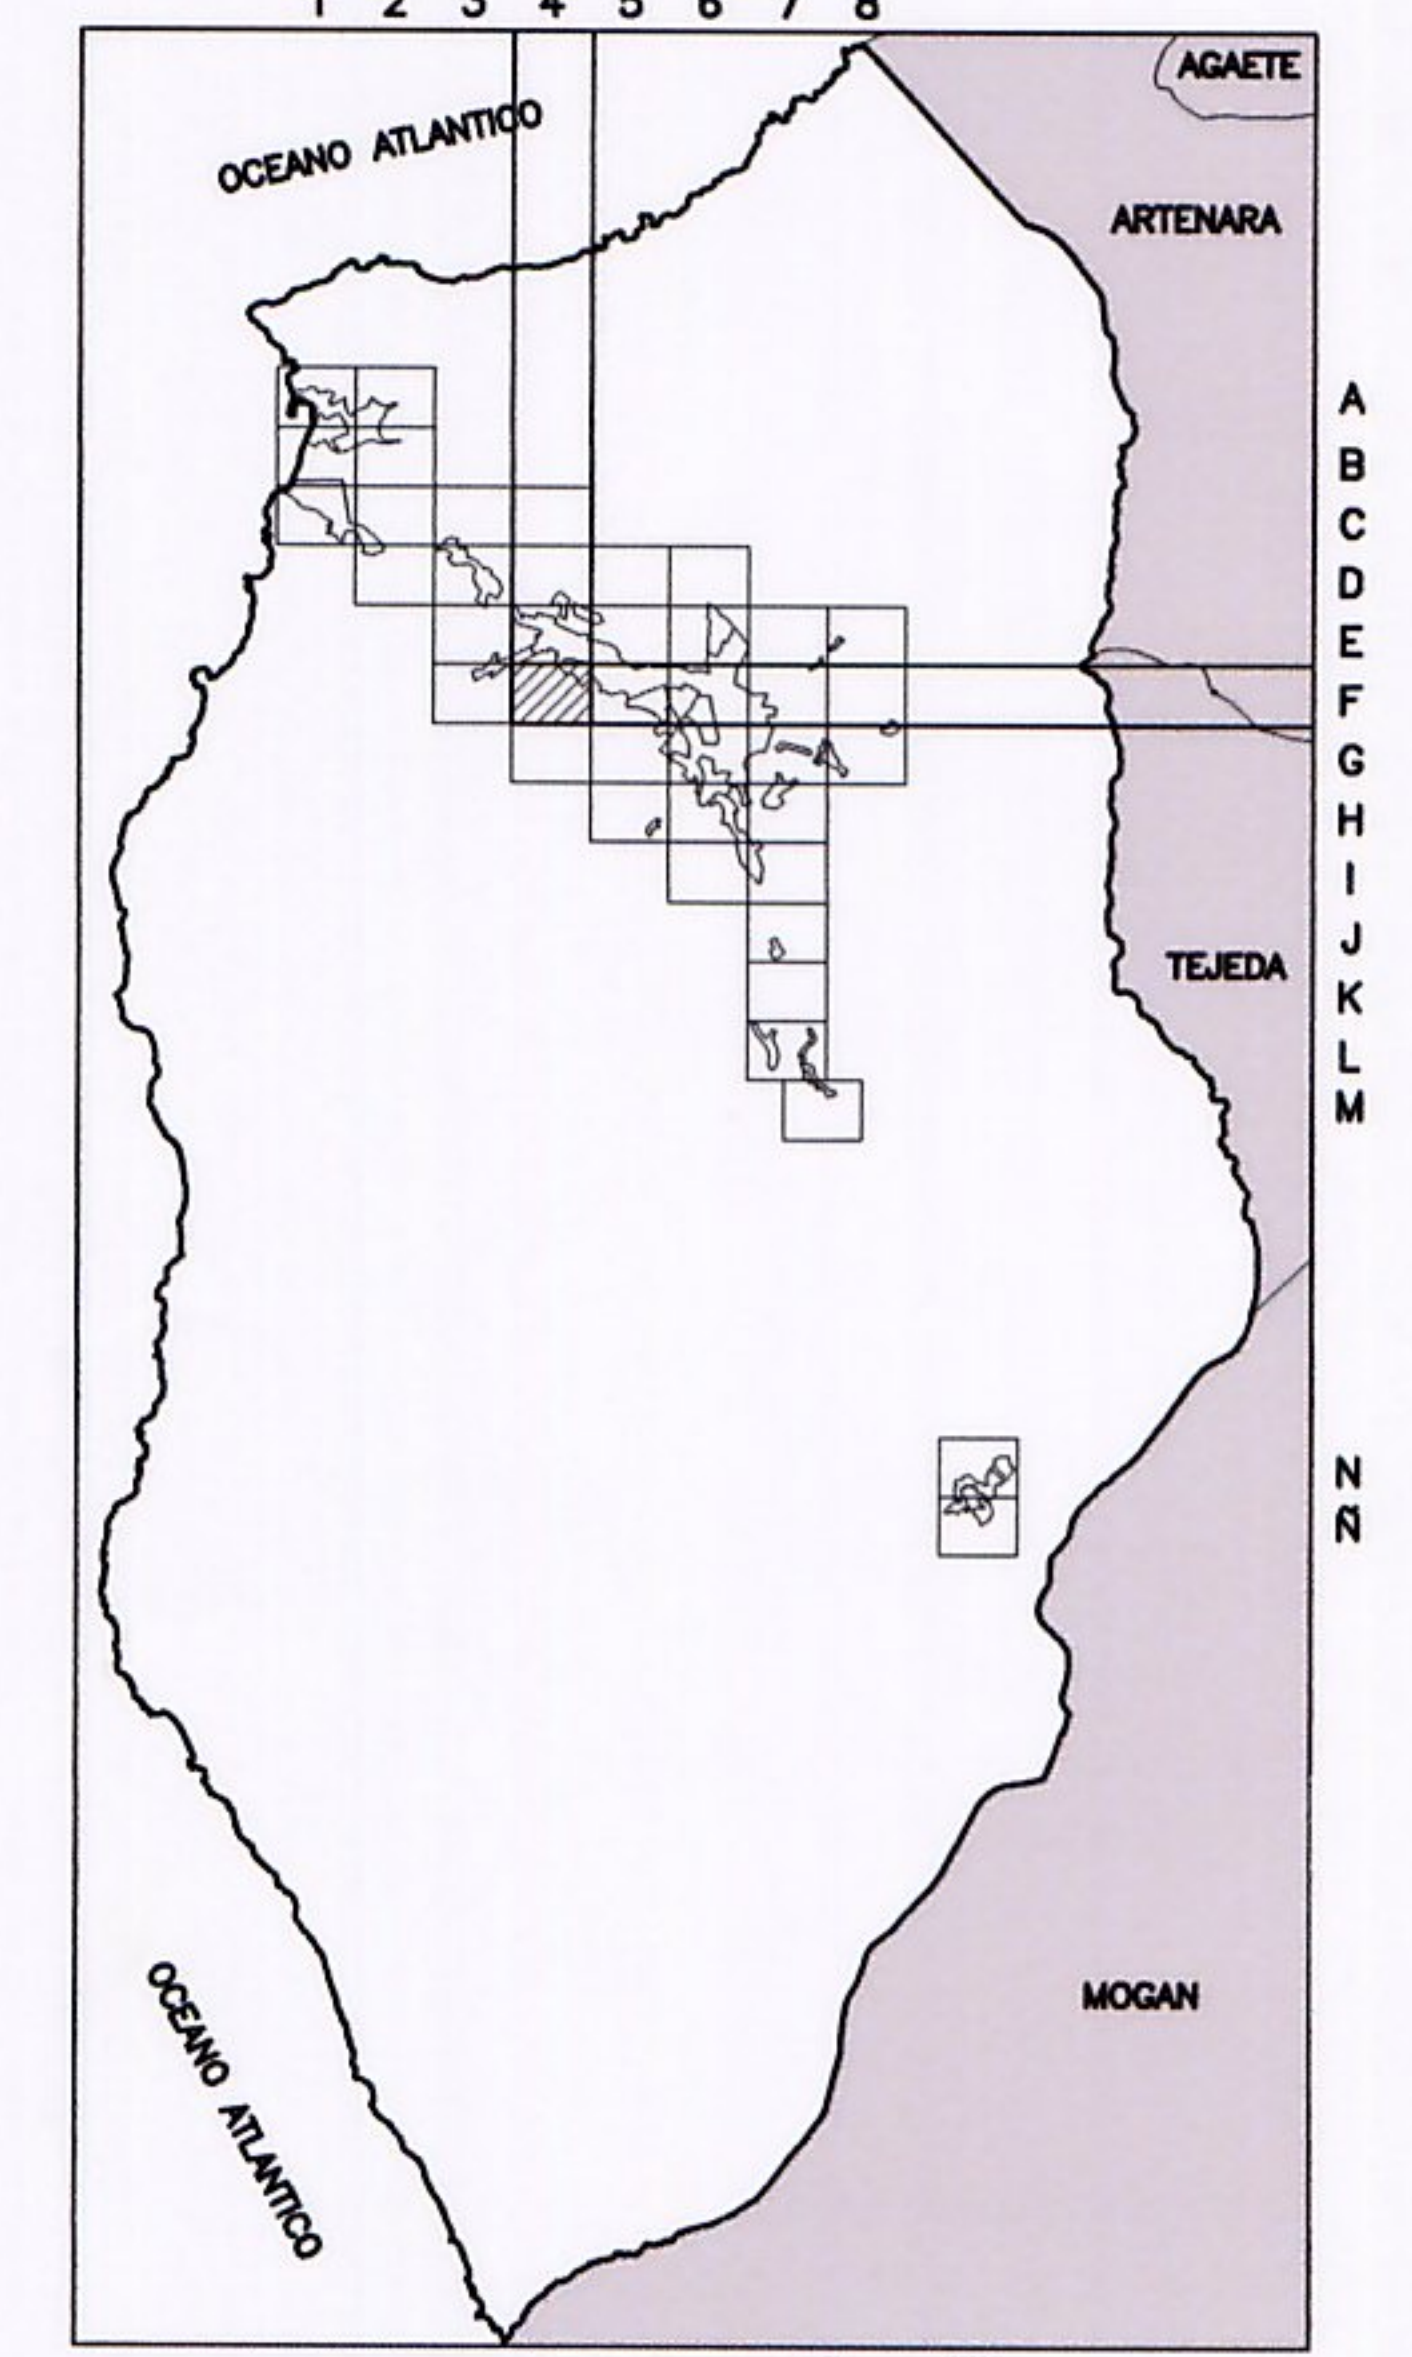 1 2 3 4 5 6 7 8
AGAETE
OCEANO ATLANTICO
ARTENARA
A
B
C
D
E
F
G
H
I
J
TEJEDA
K
L
M
N
Ñ
MOGAN
OCEANO ATLANTICO